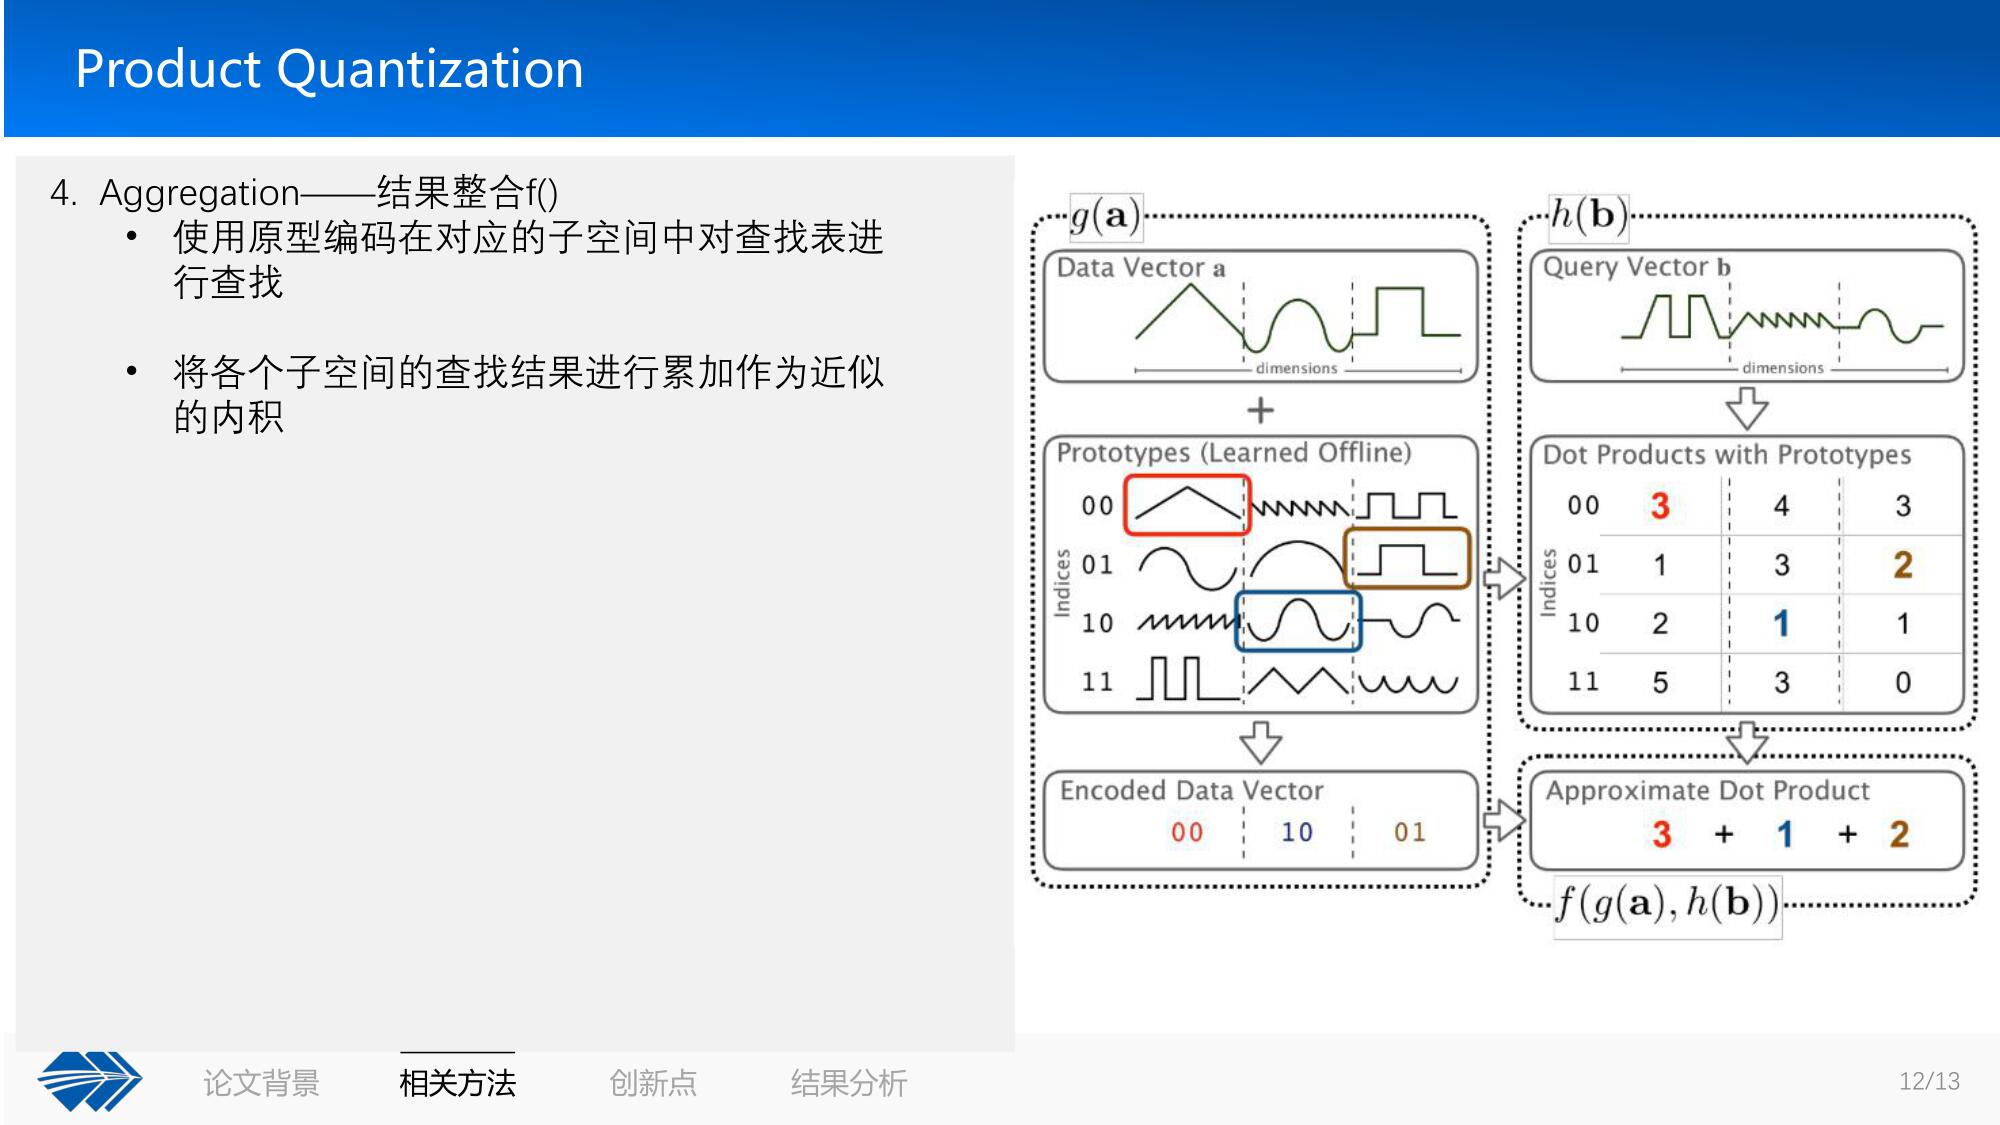 Product Quantization
4. Aggregation——结果整合f()
• 使用原型编码在对应的子空间中对查找表进
行查找
• 将各个子空间的查找结果进行累加作为近似
的内积
g(a)
Data Vector a
dimensions
+
Prototypes (Learned Offline)
Indices
00
01
10
11
Encoded Data Vector
00 10 01
h(b)
Query Vector b
dimensions
Dot Products with Prototypes
Indices
00 3 4 3
01 1 3 2
10 2 1 1
11 5 3 0
Approximate Dot Product
3 + 1 + 2
f(g(a), h(b))
论文背景 相关方法 创新点 结果分析 12/13